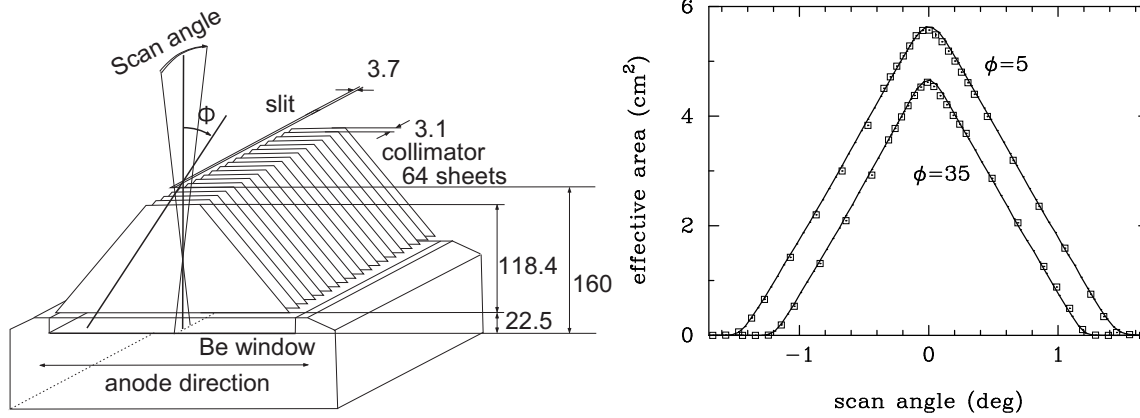 Scan angle
Φ
slit
3.7
3.1
collimator
64 sheets
118.4
160
22.5
Be window
anode direction
effective area (cm²)
6
4
2
0
ϕ=5
ϕ=35
−1
0
1
scan angle (deg)